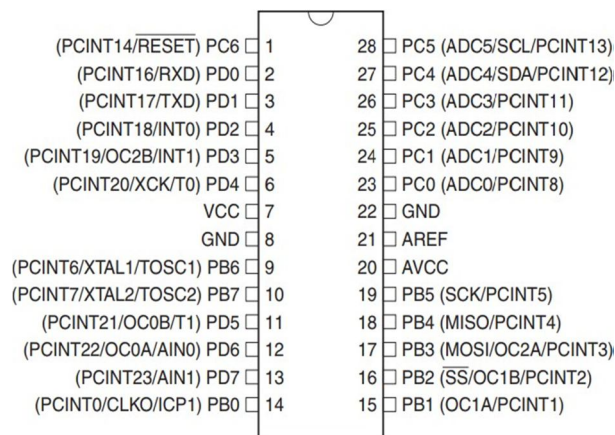 (PCINT14/RESET) PC6 1 28 PC5 (ADC5/SCL/PCINT13)
(PCINT16/RXD) PD0 2 27 PC4 (ADC4/SDA/PCINT12)
(PCINT17/TXD) PD1 3 26 PC3 (ADC3/PCINT11)
(PCINT18/INT0) PD2 4 25 PC2 (ADC2/PCINT10)
(PCINT19/OC2B/INT1) PD3 5 24 PC1 (ADC1/PCINT9)
(PCINT20/XCK/T0) PD4 6 23 PC0 (ADC0/PCINT8)
VCC 7 22 GND
GND 8 21 AREF
(PCINT6/XTAL1/TOSC1) PB6 9 20 AVCC
(PCINT7/XTAL2/TOSC2) PB7 10 19 PB5 (SCK/PCINT5)
(PCINT21/OC0B/T1) PD5 11 18 PB4 (MISO/PCINT4)
(PCINT22/OC0A/AIN0) PD6 12 17 PB3 (MOSI/OC2A/PCINT3)
(PCINT23/AIN1) PD7 13 16 PB2 (SS/OC1B/PCINT2)
(PCINT0/CLKO/ICP1) PB0 14 15 PB1 (OC1A/PCINT1)